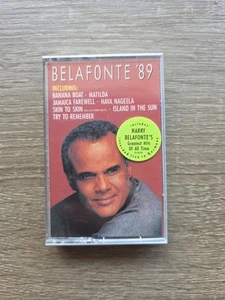 BELAFONTE '89
INCLUDING:
BANANA BOAT · MATILDA
JAMAICA FAREWELL · HAVA NAGEELA
SKIN TO SKIN · ISLAND IN THE SUN
TRY TO REMEMBER
includes
HARRY
BELAFONTE'S
Greatest Hits
Of All Time